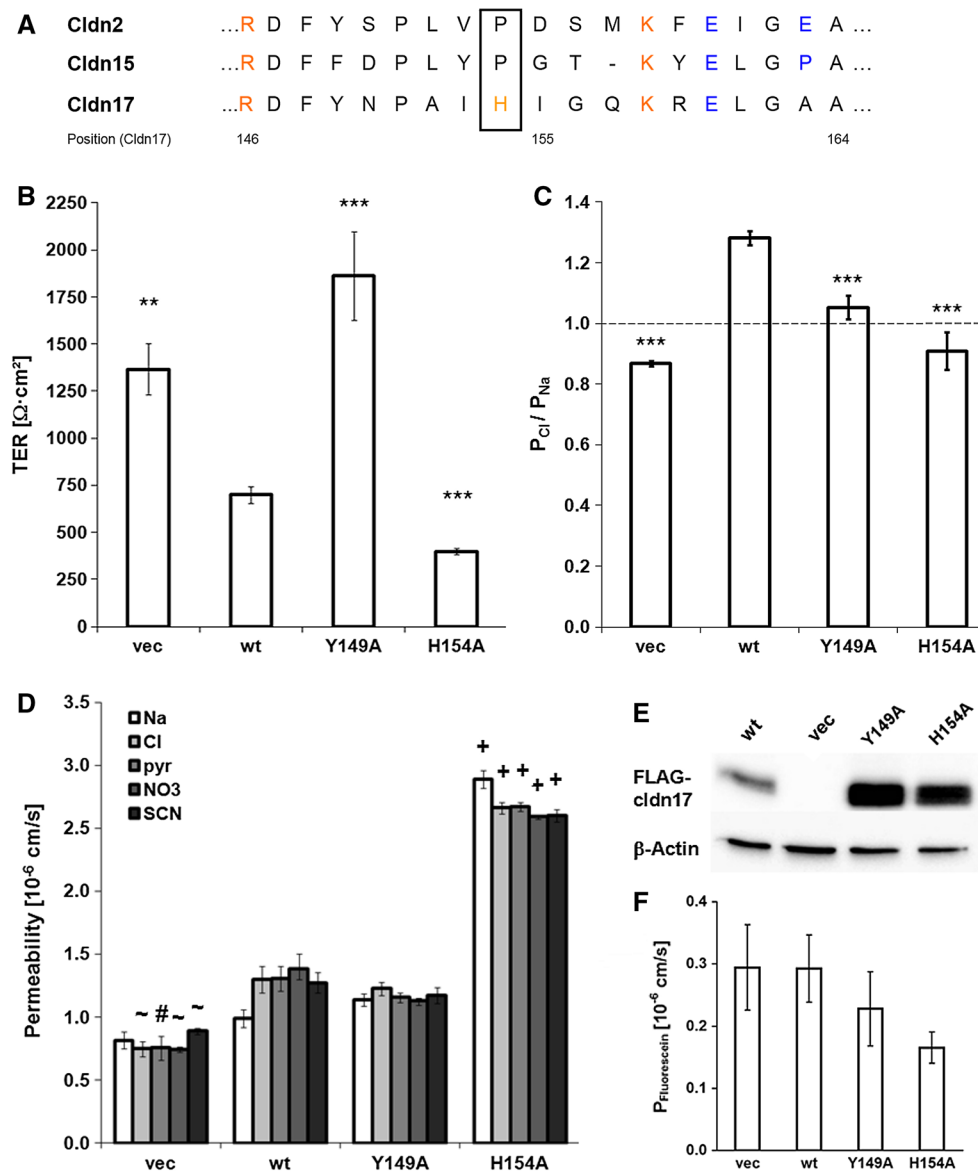 A
Cldn2 ...R D F Y S P L V P D S M K F E I G E A ...
Cldn15 ...R D F F D P L Y P G T - K Y E L G P A ...
Cldn17 ...R D F Y N P A I H I G Q K R E L G A A ...
Position (Cldn17) 146 155 164
B
TER [Ω·cm²]
2250
2000
1750
1500
1250
1000
750
500
250
0
**
***
***
vec wt Y149A H154A
C
PCl / PNa
1.4
1.2
1.0
0.8
0.6
0.4
0.2
0.0
***
***
***
vec wt Y149A H154A
D
Permeability [10-6 cm/s]
3.5
3.0
2.5
2.0
1.5
1.0
0.5
0.0
Na
Cl
pyr
NO3
SCN
~ # ~ ~
+ + + + +
vec wt Y149A H154A
E
wt vec Y149A H154A
FLAG-
cldn17
β-Actin
F
PFluorescein [10-6 cm/s]
0.4
0.3
0.2
0.1
0.0
vec wt Y149A H154A